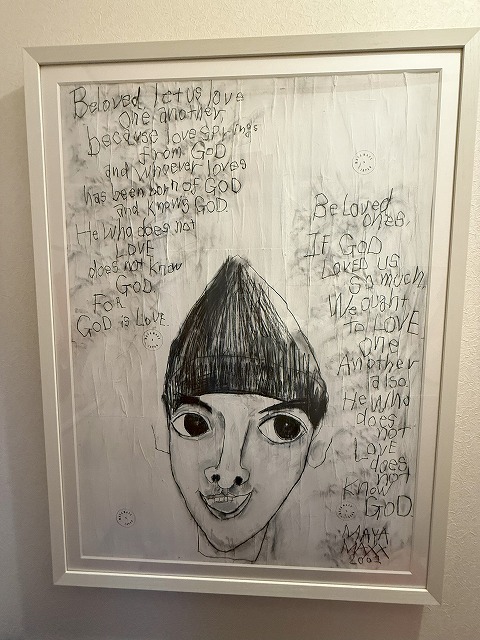 Beloved let us love
one another
because love springs
from GOD
and whoever loves
has been born of GOD
and knows GOD.
He who does not
LOVE
does not know
GOD.
FOR
GOD is LOVE.
Beloved
ones,
IF GOD
LOVED us
so much,
We ought
to LOVE
one
Another
also.
He who
does
not
LOVE
does
not
know
GOD.
MAYA
MAXX
2002